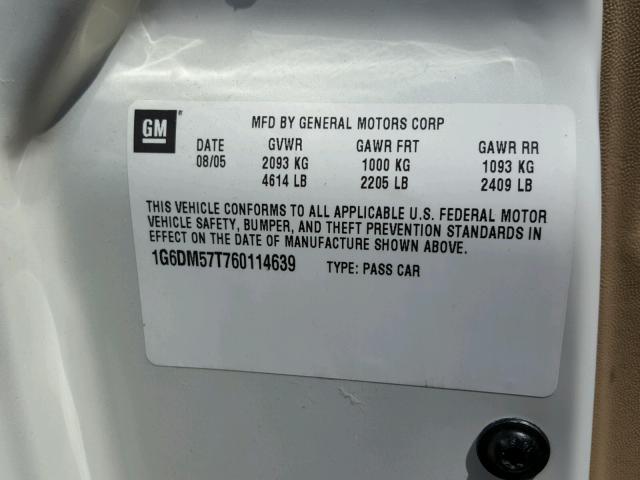 GM
MFD BY GENERAL MOTORS CORP
DATE GVWR GAWR FRT GAWR RR
08/05 2093 KG 1000 KG 1093 KG
4614 LB 2205 LB 2409 LB
THIS VEHICLE CONFORMS TO ALL APPLICABLE U.S. FEDERAL MOTOR
VEHICLE SAFETY, BUMPER, AND THEFT PREVENTION STANDARDS IN
EFFECT ON THE DATE OF MANUFACTURE SHOWN ABOVE.
1G6DM57T760114639 TYPE: PASS CAR